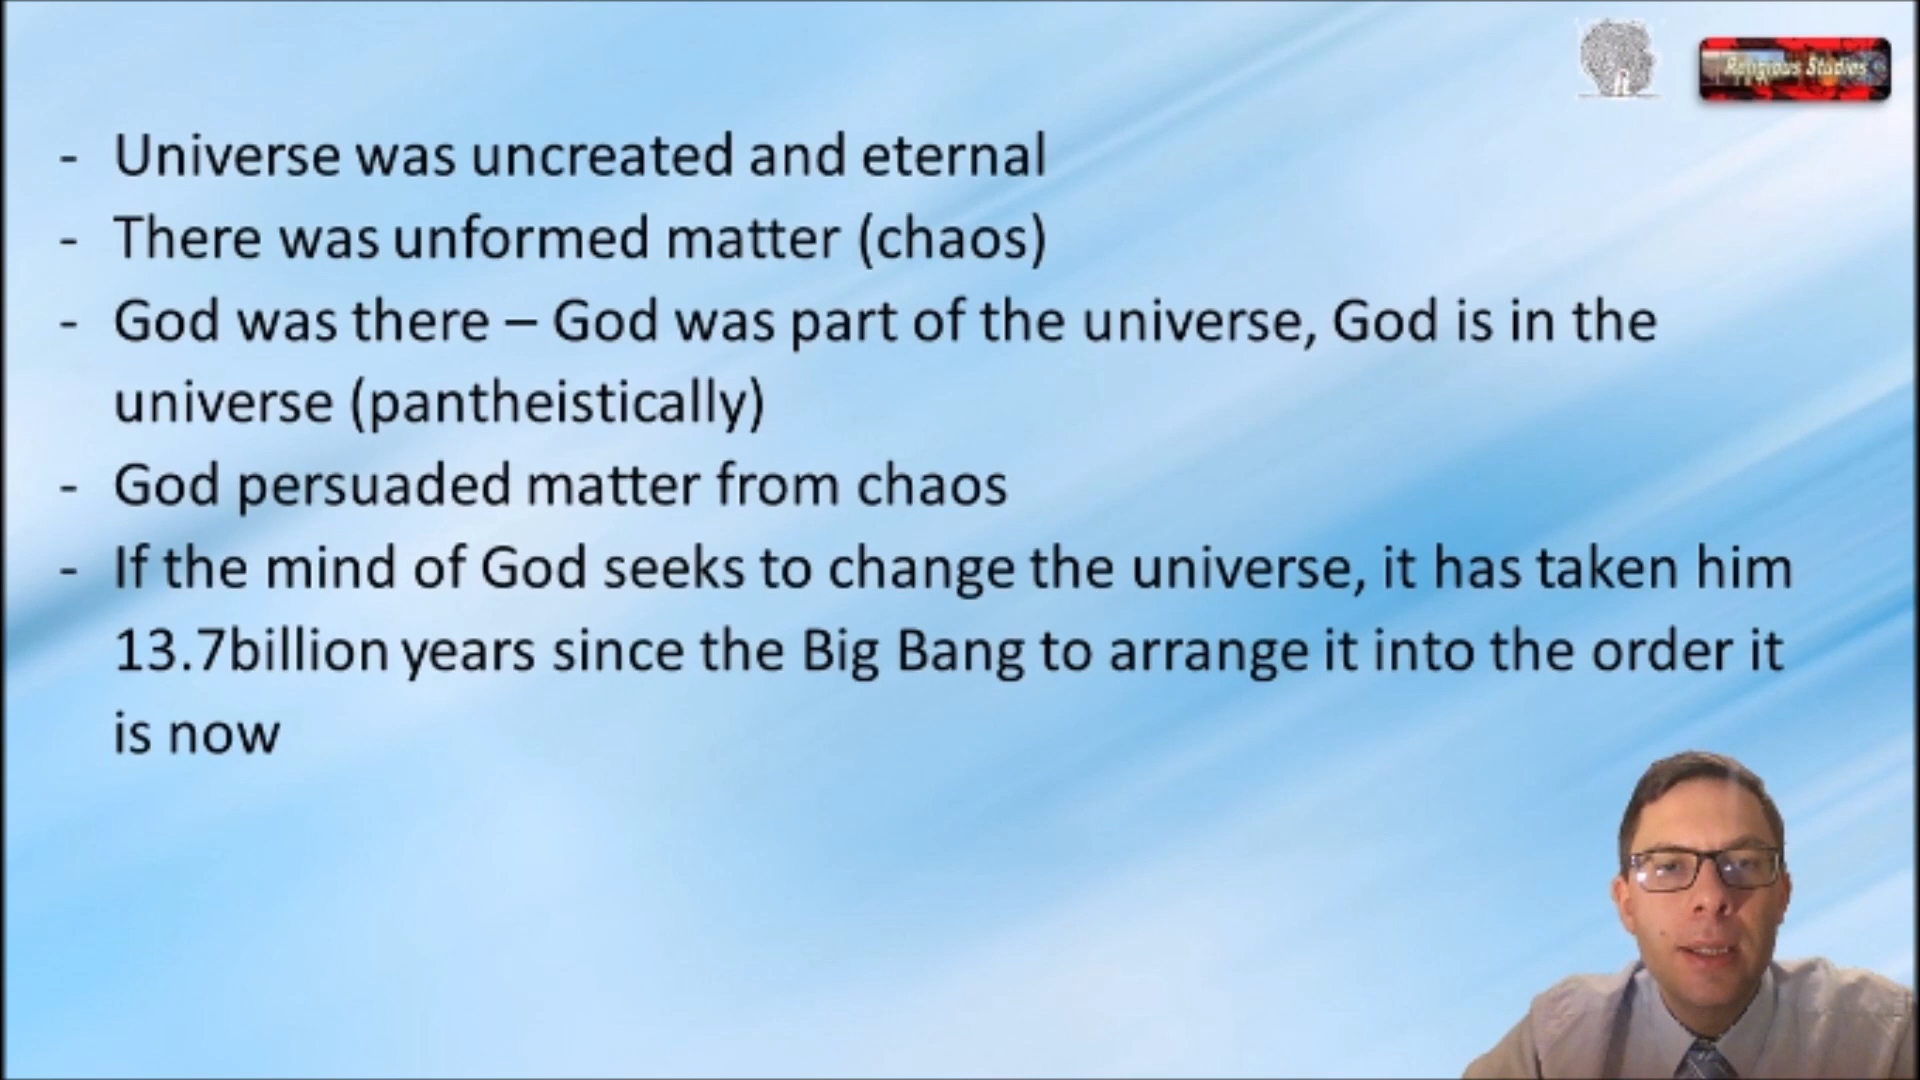 Religious Studies
- Universe was uncreated and eternal
- There was unformed matter (chaos)
- God was there – God was part of the universe, God is in the
universe (pantheistically)
- God persuaded matter from chaos
- If the mind of God seeks to change the universe, it has taken him
13.7billion years since the Big Bang to arrange it into the order it
is now